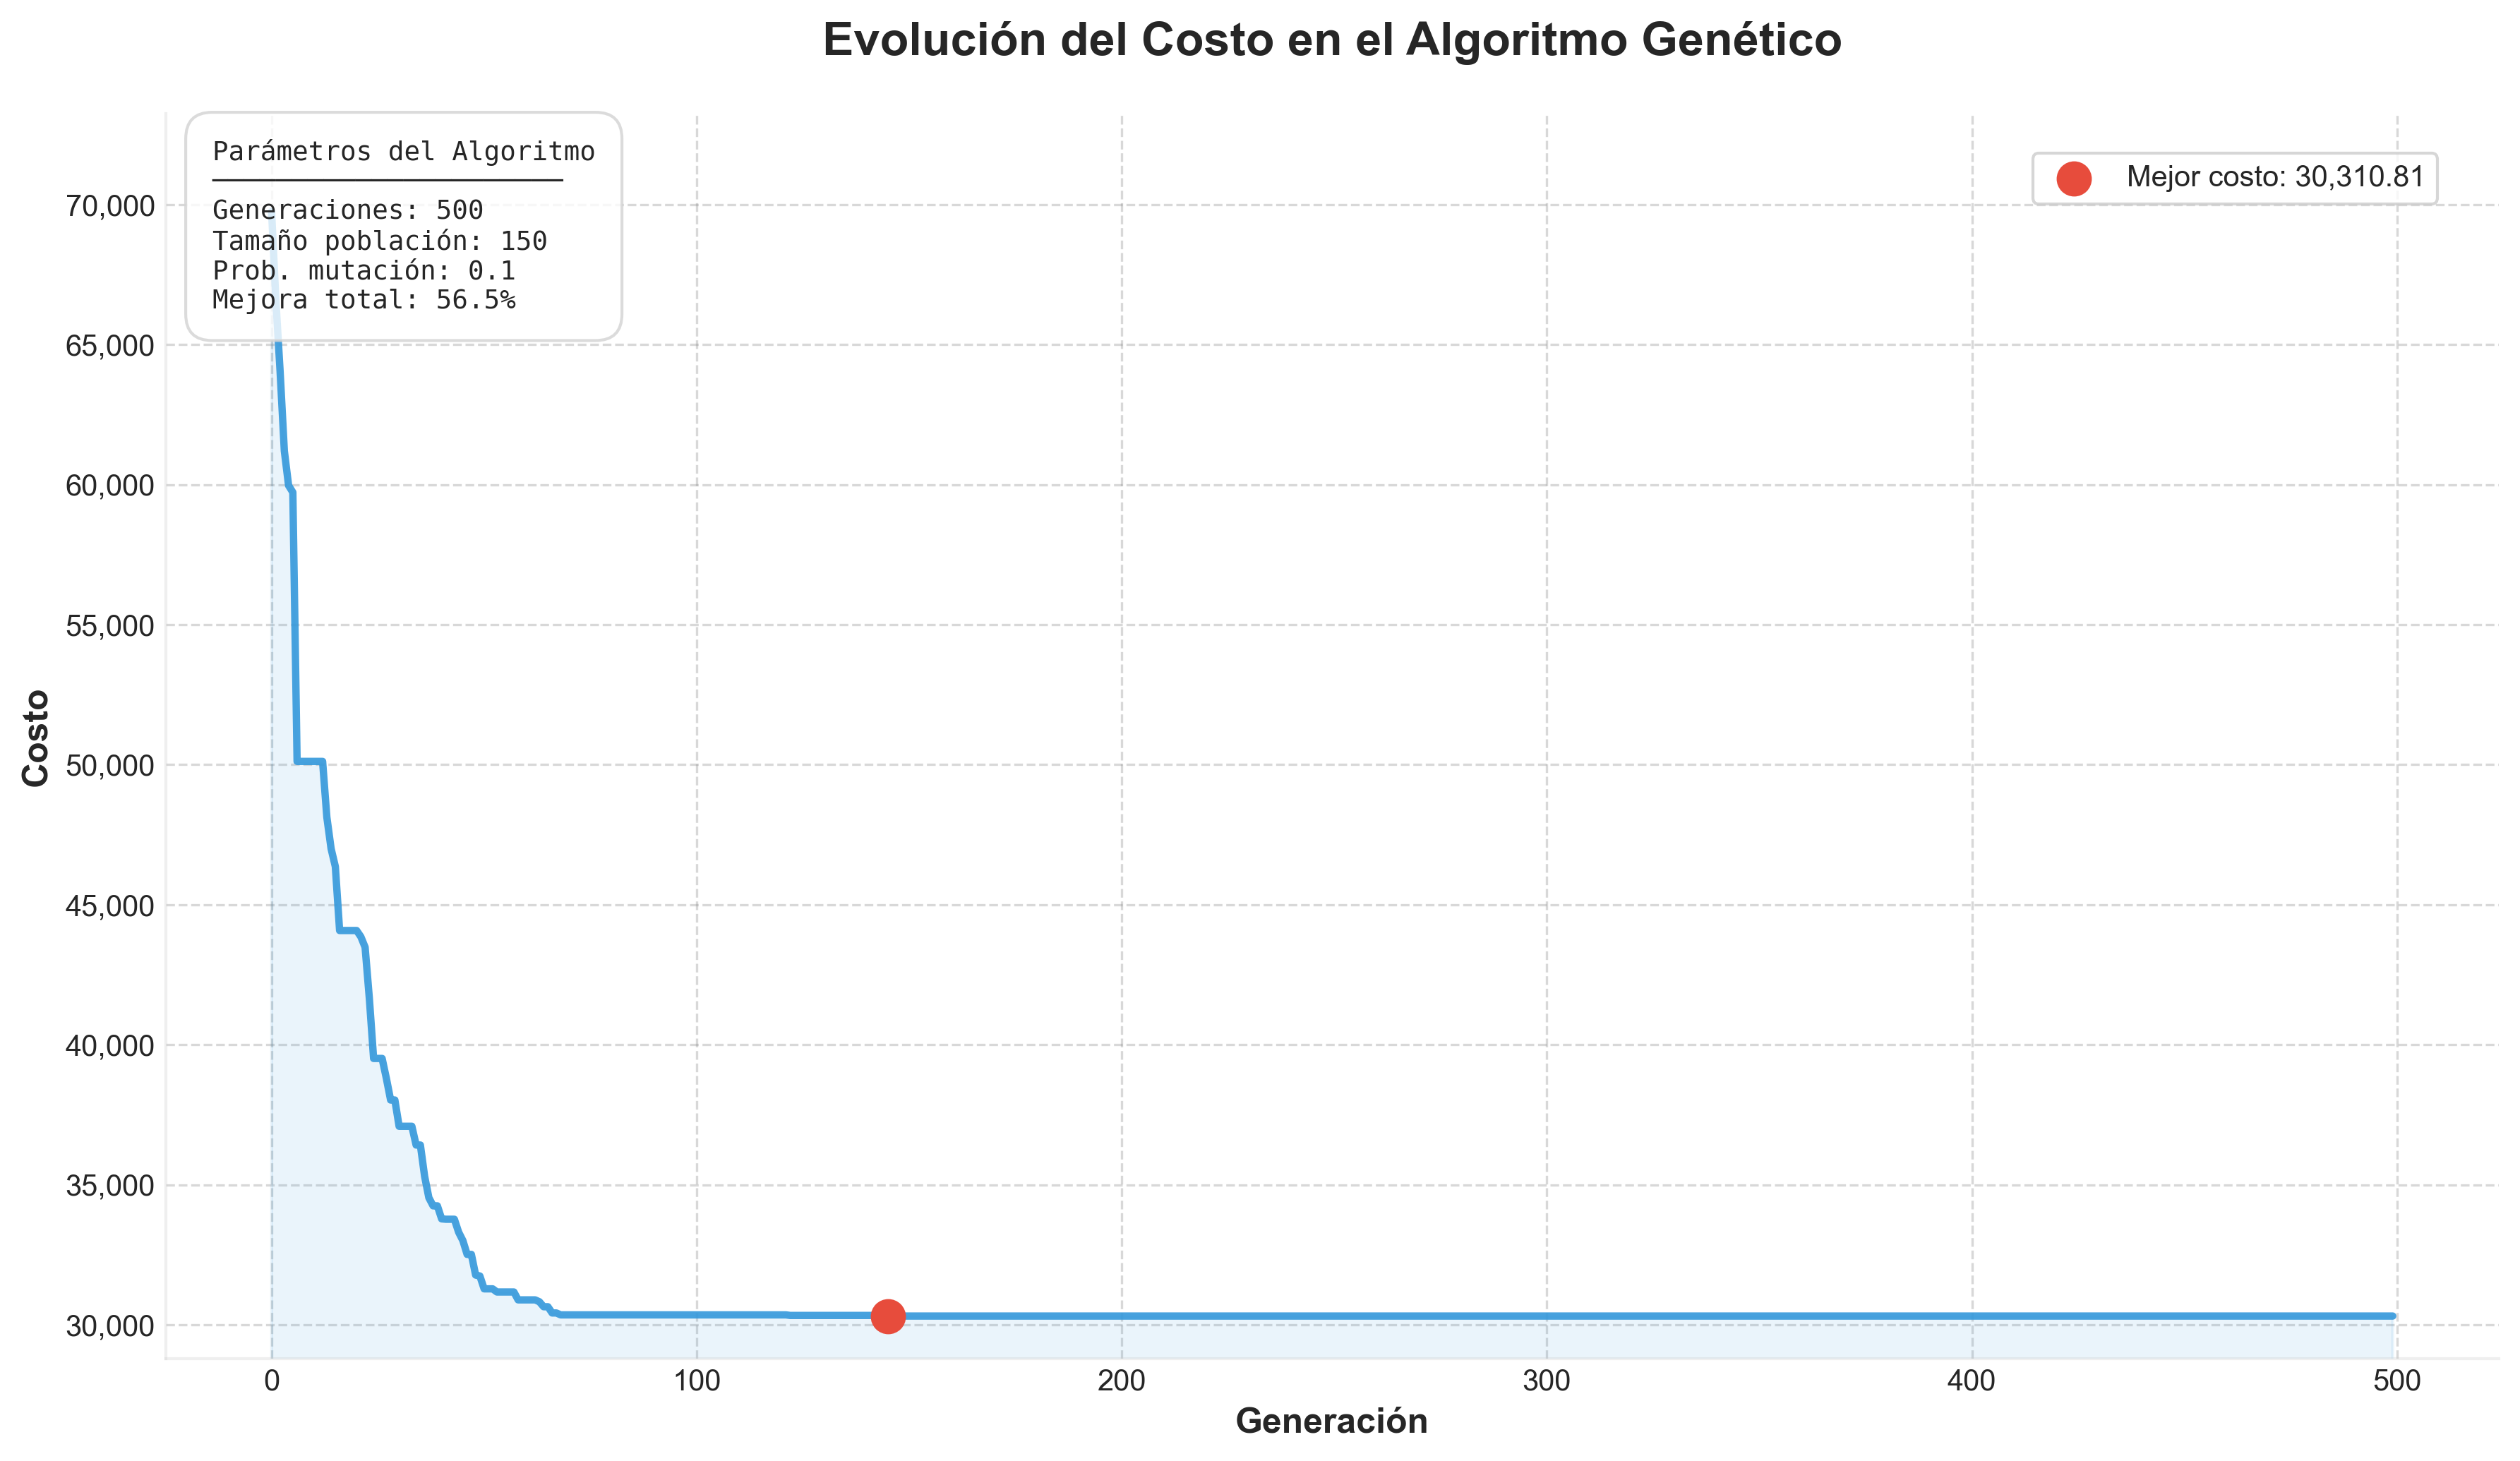 Evolución del Costo en el Algoritmo Genético
Parámetros del Algoritmo
Generaciones: 500
Tamaño población: 150
Prob. mutación: 0.1
Mejora total: 56.5%
Mejor costo: 30,310.81
Costo
70,000
65,000
60,000
55,000
50,000
45,000
40,000
35,000
30,000
0 100 200 300 400 500
Generación